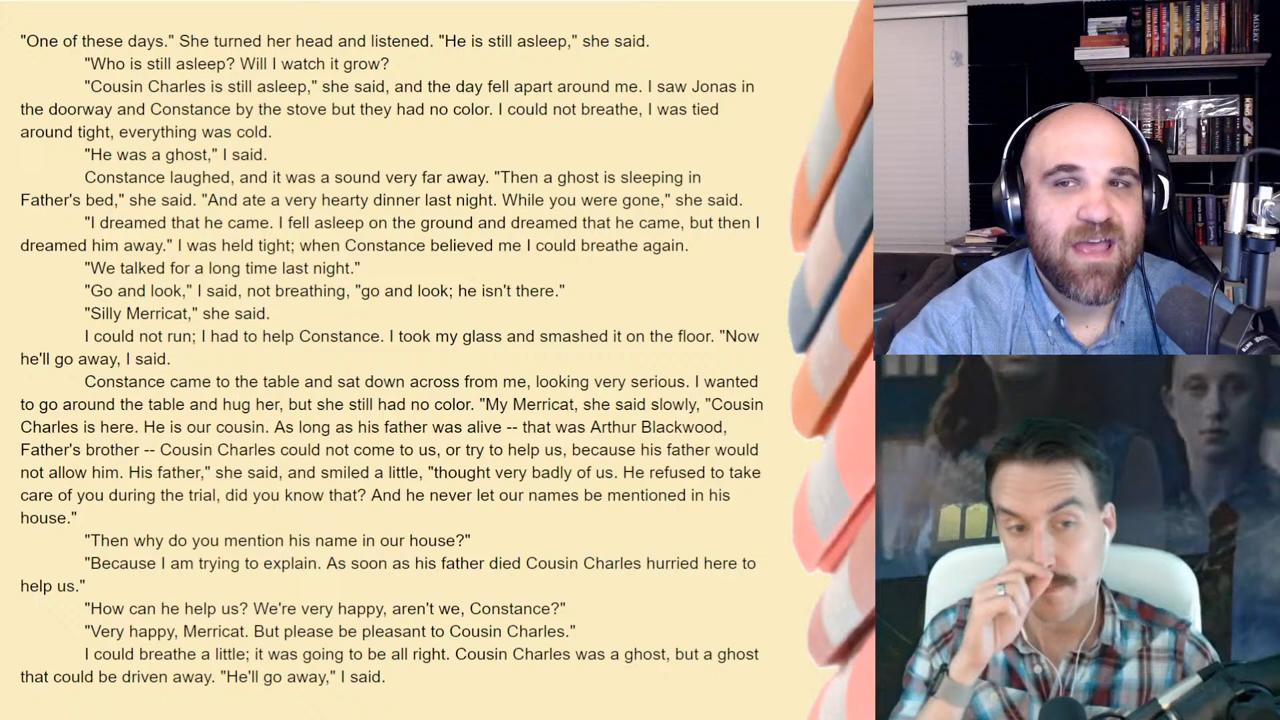 "One of these days." She turned her head and listened. "He is still asleep," she said.
"Who is still asleep? Will I watch it grow?
"Cousin Charles is still asleep," she said, and the day fell apart around me. I saw Jonas in
the doorway and Constance by the stove but they had no color. I could not breathe, I was tied
around tight, everything was cold.
"He was a ghost," I said.
Constance laughed, and it was a sound very far away. "Then a ghost is sleeping in
Father's bed," she said. "And ate a very hearty dinner last night. While you were gone," she said.
"I dreamed that he came. I fell asleep on the ground and dreamed that he came, but then I
dreamed him away." I was held tight; when Constance believed me I could breathe again.
"We talked for a long time last night."
"Go and look," I said, not breathing, "go and look; he isn't there."
"Silly Merricat," she said.
I could not run; I had to help Constance. I took my glass and smashed it on the floor. "Now
he'll go away, I said.
Constance came to the table and sat down across from me, looking very serious. I wanted
to go around the table and hug her, but she still had no color. "My Merricat, she said slowly, "Cousin
Charles is here. He is our cousin. As long as his father was alive -- that was Arthur Blackwood,
Father's brother -- Cousin Charles could not come to us, or try to help us, because his father would
not allow him. His father," she said, and smiled a little, "thought very badly of us. He refused to take
care of you during the trial, did you know that? And he never let our names be mentioned in his
house."
"Then why do you mention his name in our house?"
"Because I am trying to explain. As soon as his father died Cousin Charles hurried here to
help us."
"How can he help us? We're very happy, aren't we, Constance?"
"Very happy, Merricat. But please be pleasant to Cousin Charles."
I could breathe a little; it was going to be all right. Cousin Charles was a ghost, but a ghost
that could be driven away. "He'll go away," I said.
MISERY